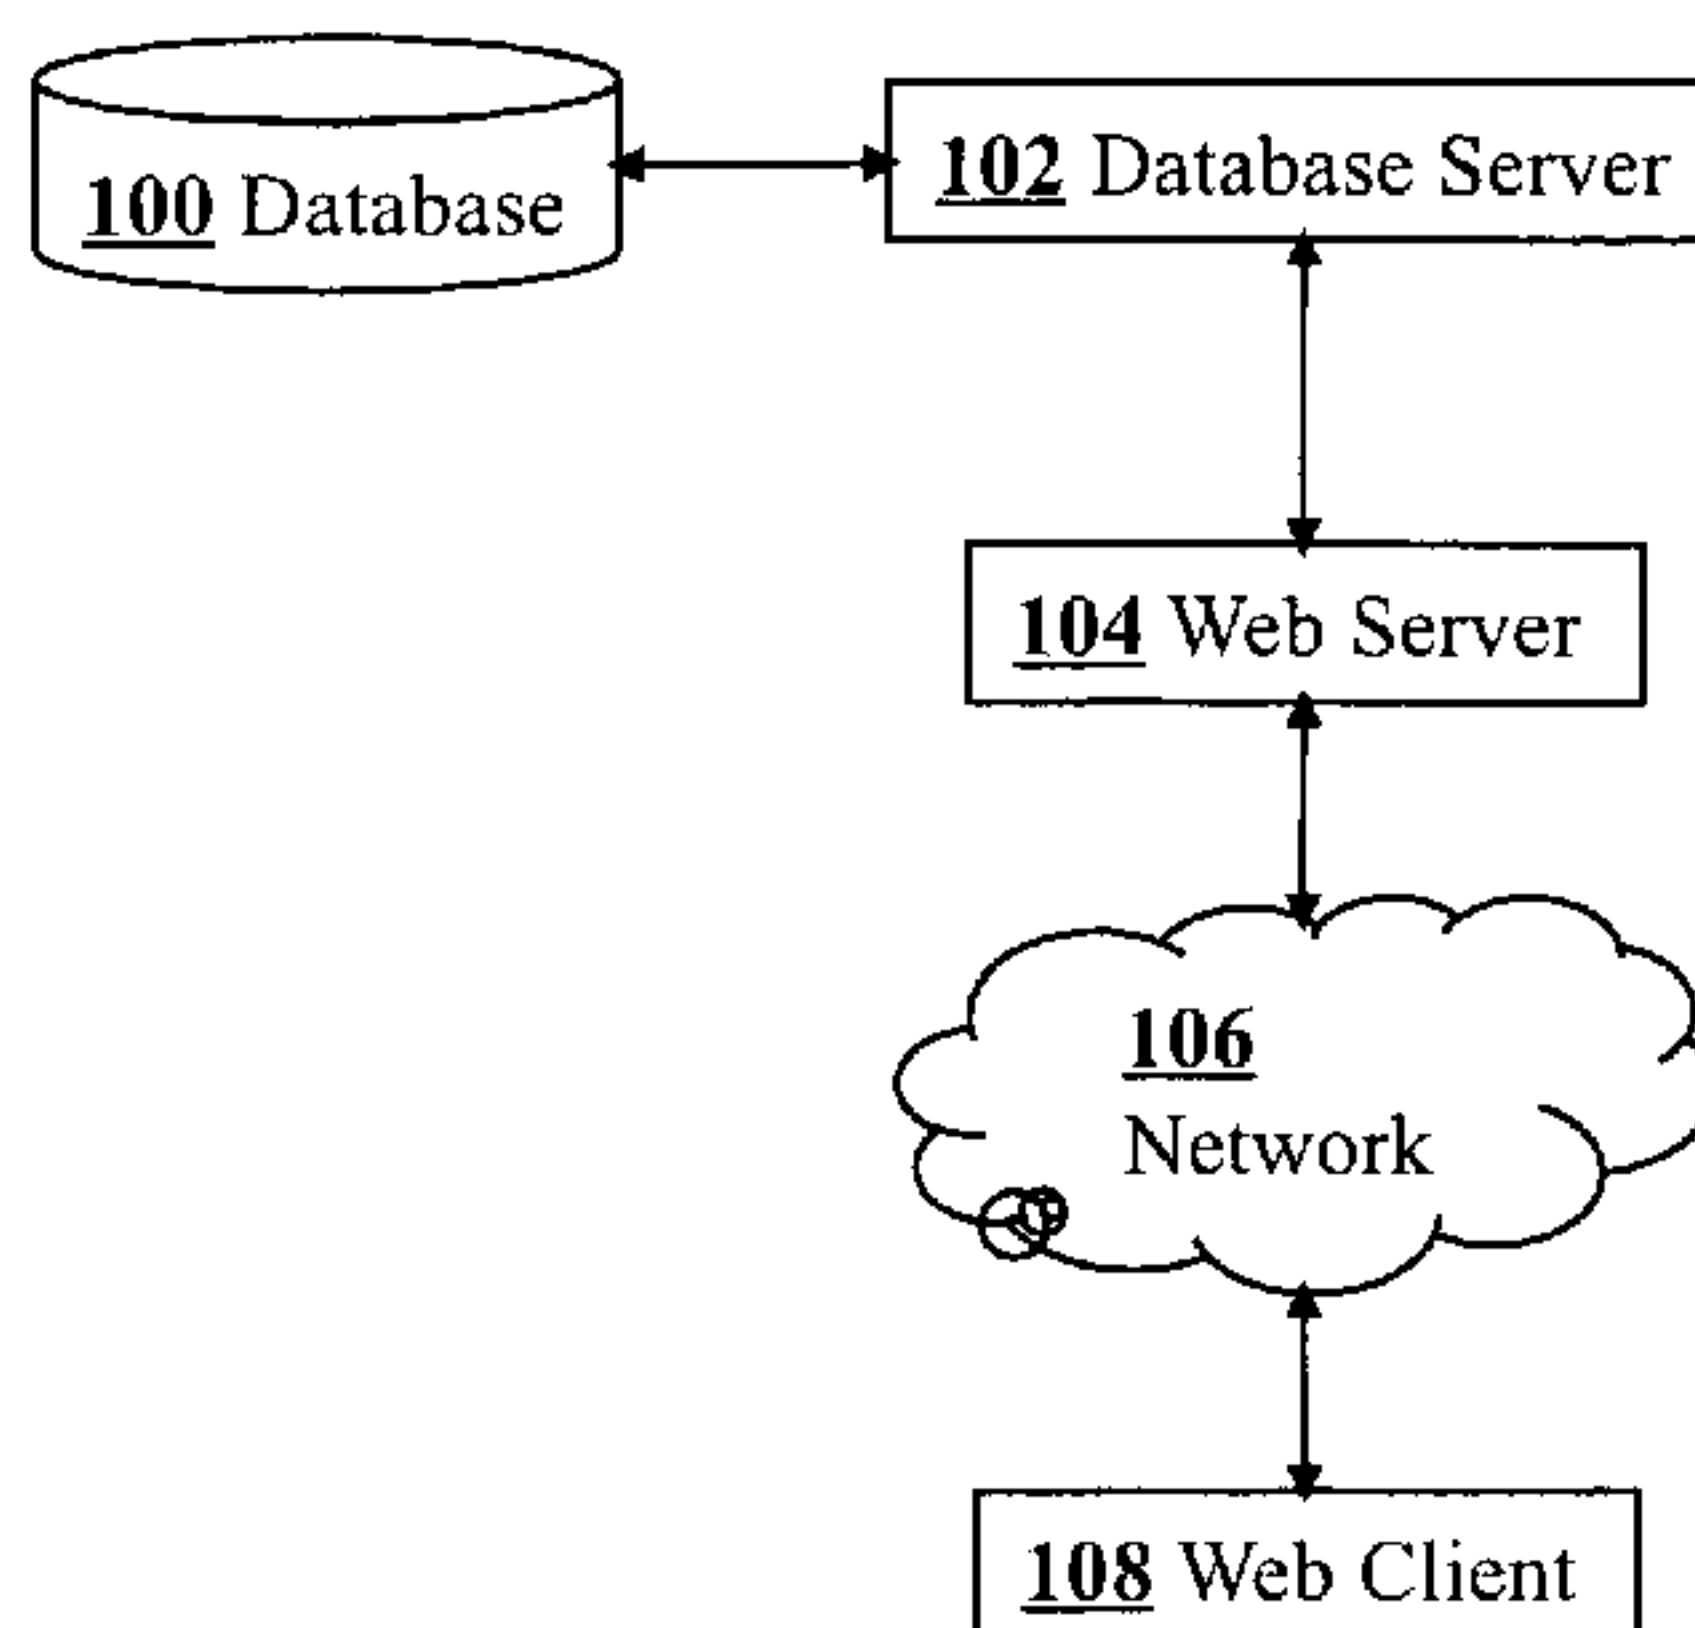 100 Database
102 Database Server
104 Web Server
106
Network
108 Web Client